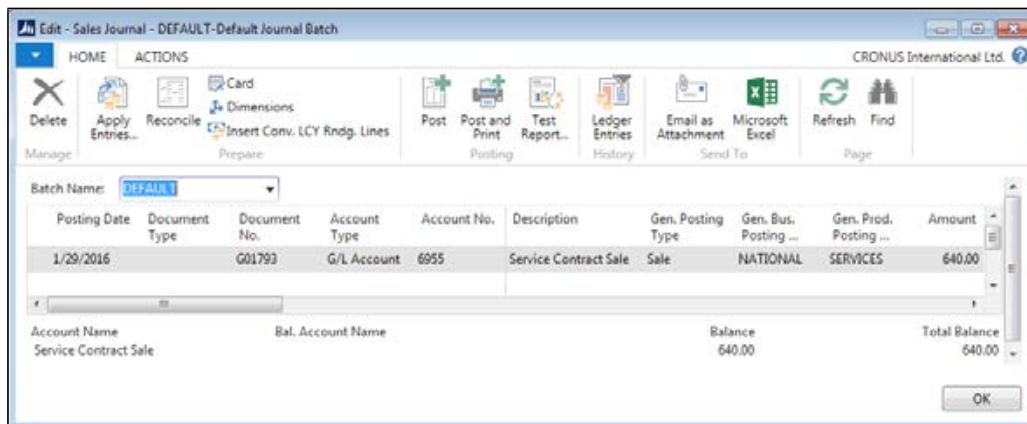 Edit - Sales Journal - DEFAULT-Default Journal Batch
HOME ACTIONS CRONUS International Ltd.
Delete
Apply Entries...
Reconcile
Card
Dimensions
Insert Conv. LCY Rndg. Lines
Post
Post and Print
Test Report...
Ledger Entries
Email as Attachment
Microsoft Excel
Refresh
Find
Manage Prepare Posting History Send To Page
Batch Name: DEFAULT
Posting Date Document Type Document No. Account Type Account No. Description Gen. Posting Type Gen. Bus. Posting ... Gen. Prod. Posting ... Amount
1/29/2016 G01793 G/L Account 6955 Service Contract Sale Sale NATIONAL SERVICES 640.00
Account Name Bal. Account Name Balance Total Balance
Service Contract Sale 640.00 640.00
OK